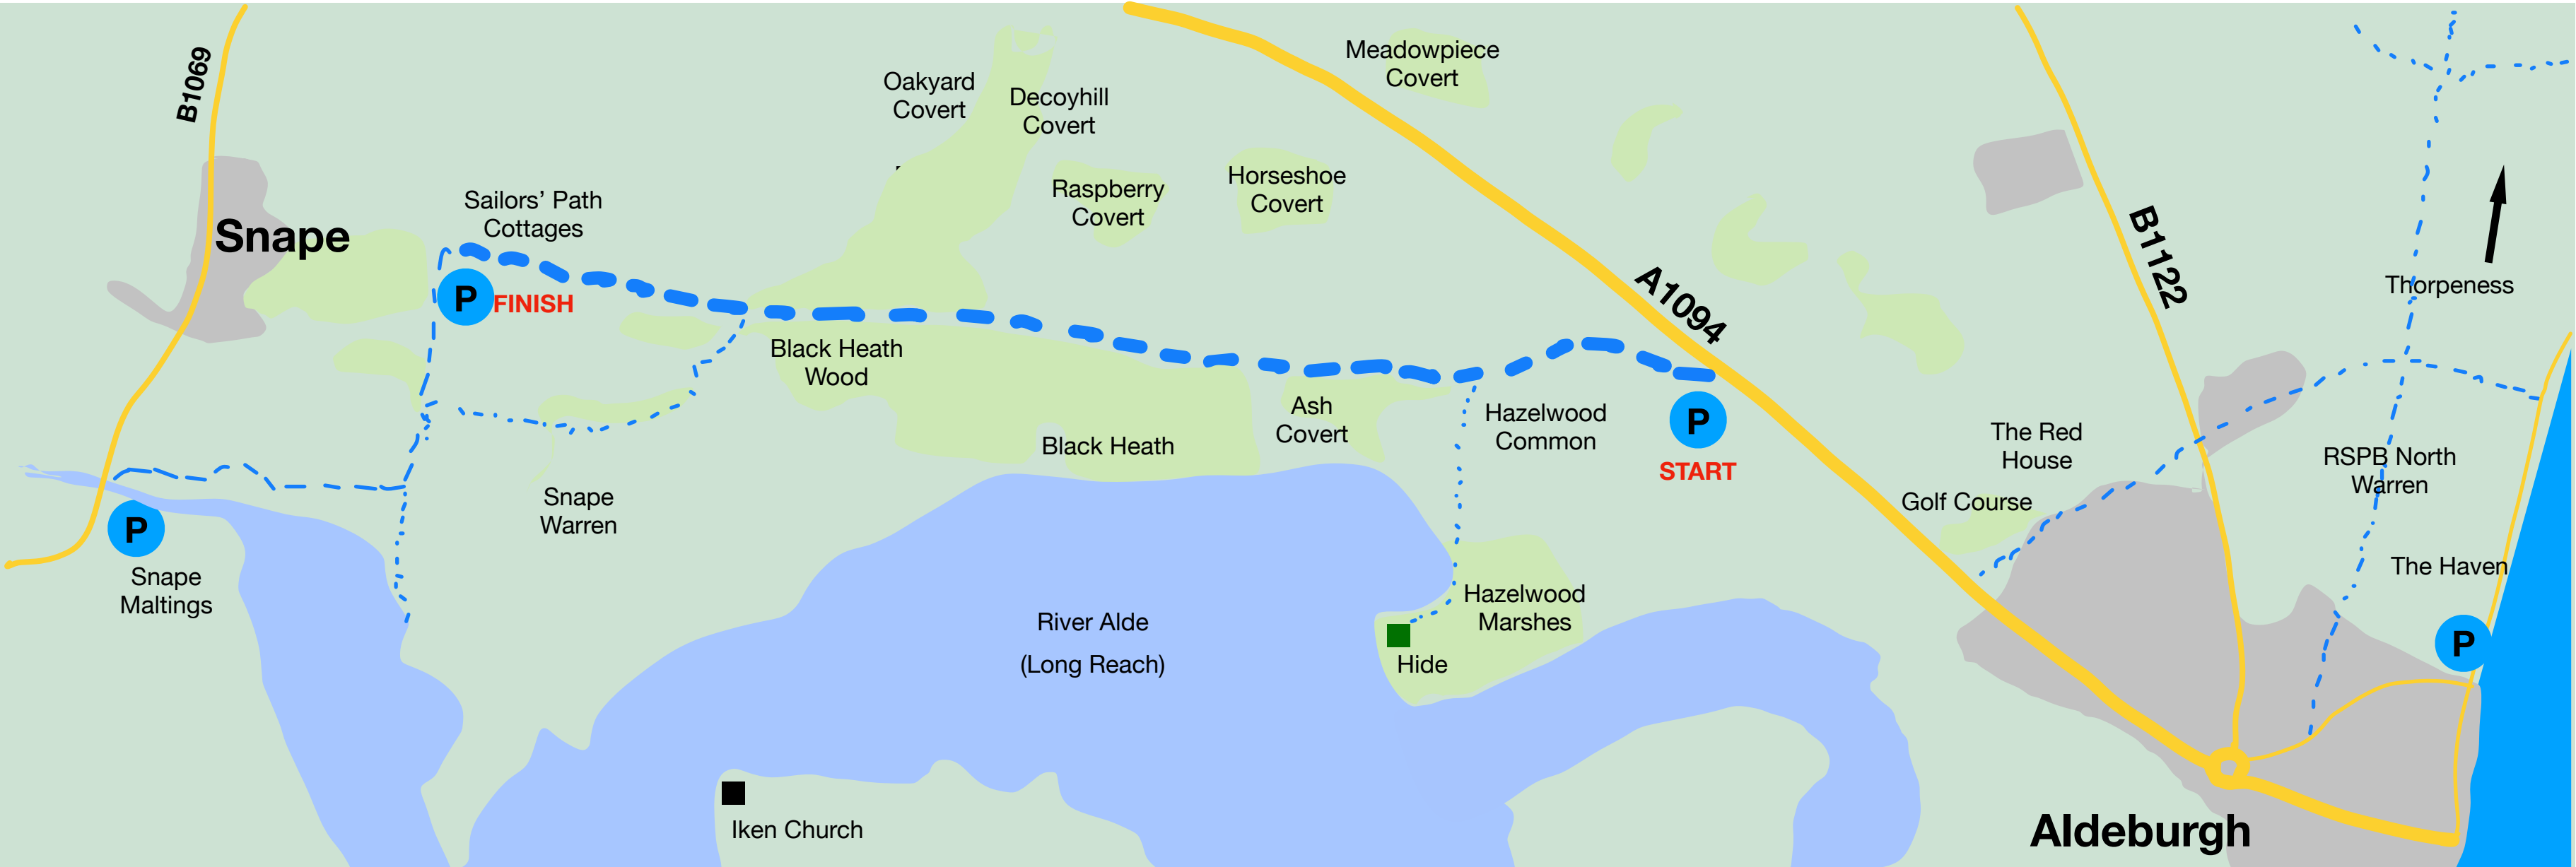 B1069
Snape
Sailors’ Path
Cottages
P
FINISH
Oakyard
Covert
Decoyhill
Covert
Raspberry
Covert
Horseshoe
Covert
Meadowpiece
Covert
A1094
B1122
Thorpeness
Black Heath
Wood
Black Heath
Ash
Covert
Hazelwood
Common
P
START
The Red
House
Golf Course
RSPB North
Warren
The Haven
P
Snape
Warren
P
Snape
Maltings
River Alde
(Long Reach)
Hazelwood
Marshes
Hide
Iken Church
Aldeburgh